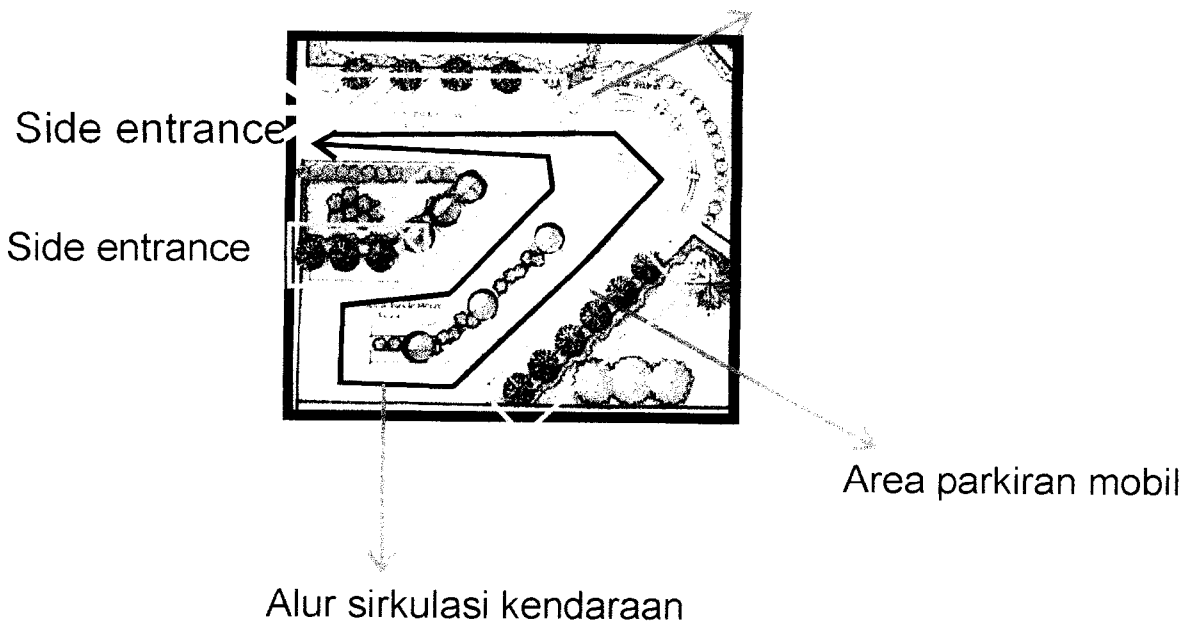 Side entrance
Side entrance
Area parkiran mobil
Alur sirkulasi kendaraan